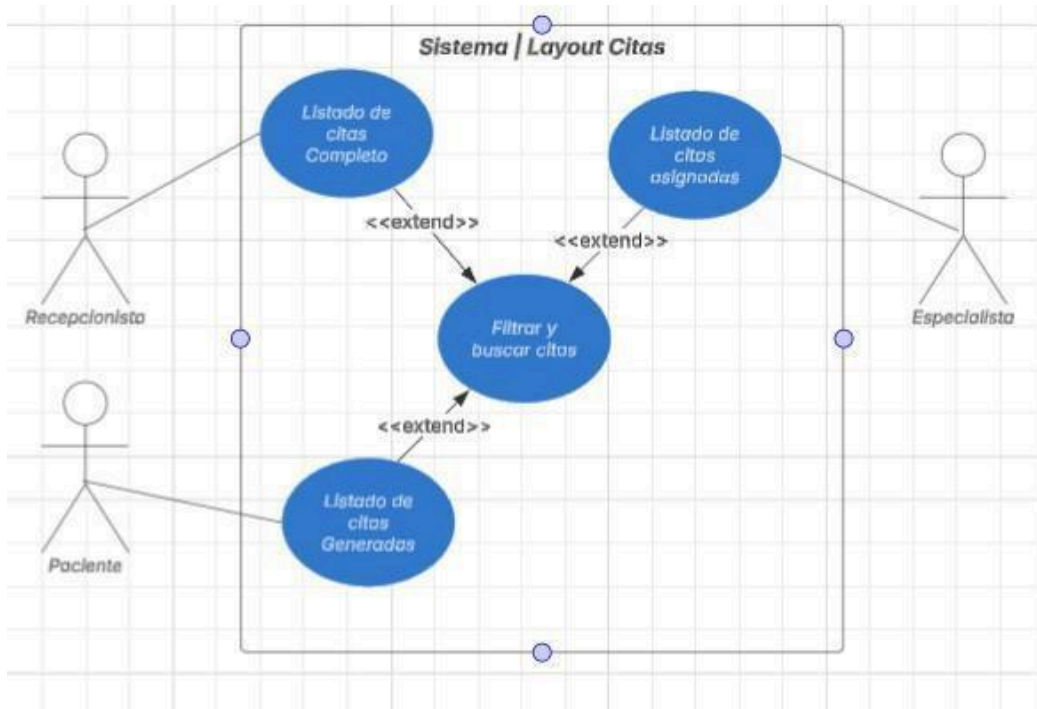 Sistema | Layout Citas
Listado de
citas
Completo
Listado de
citas
asignadas
<<extend>>
<<extend>>
Recepcionista
Especialista
Filtrar y
buscar citas
<<extend>>
Listado de
citas
Generadas
Paciente